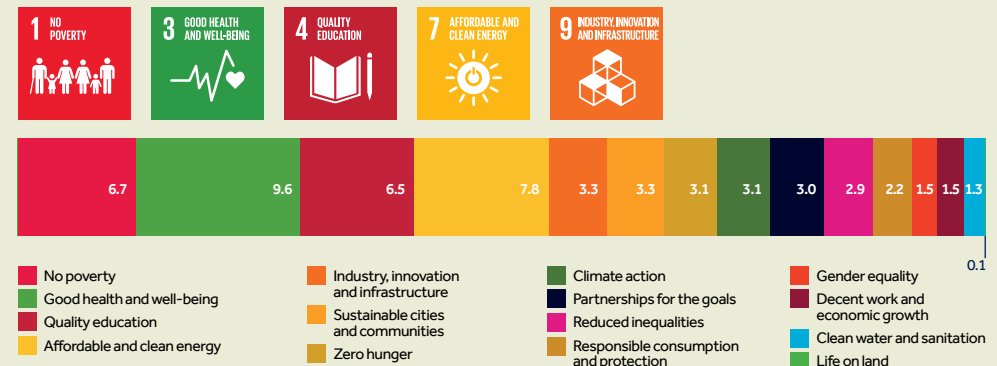 1 NO
POVERTY
3 GOOD HEALTH
AND WELL-BEING
4 QUALITY
EDUCATION
7 AFFORDABLE AND
CLEAN ENERGY
9 INDUSTRY, INNOVATION
AND INFRASTRUCTURE
6.7 9.6 6.5 7.8 3.3 3.3 3.1 3.1 3.0 2.9 2.2 1.5 1.5 1.3
0.1
No poverty
Good health and well-being
Quality education
Affordable and clean energy
Industry, innovation
and infrastructure
Sustainable cities
and communities
Zero hunger
Climate action
Partnerships for the goals
Reduced inequalities
Responsible consumption
and protection
Gender equality
Decent work and
economic growth
Clean water and sanitation
Life on land